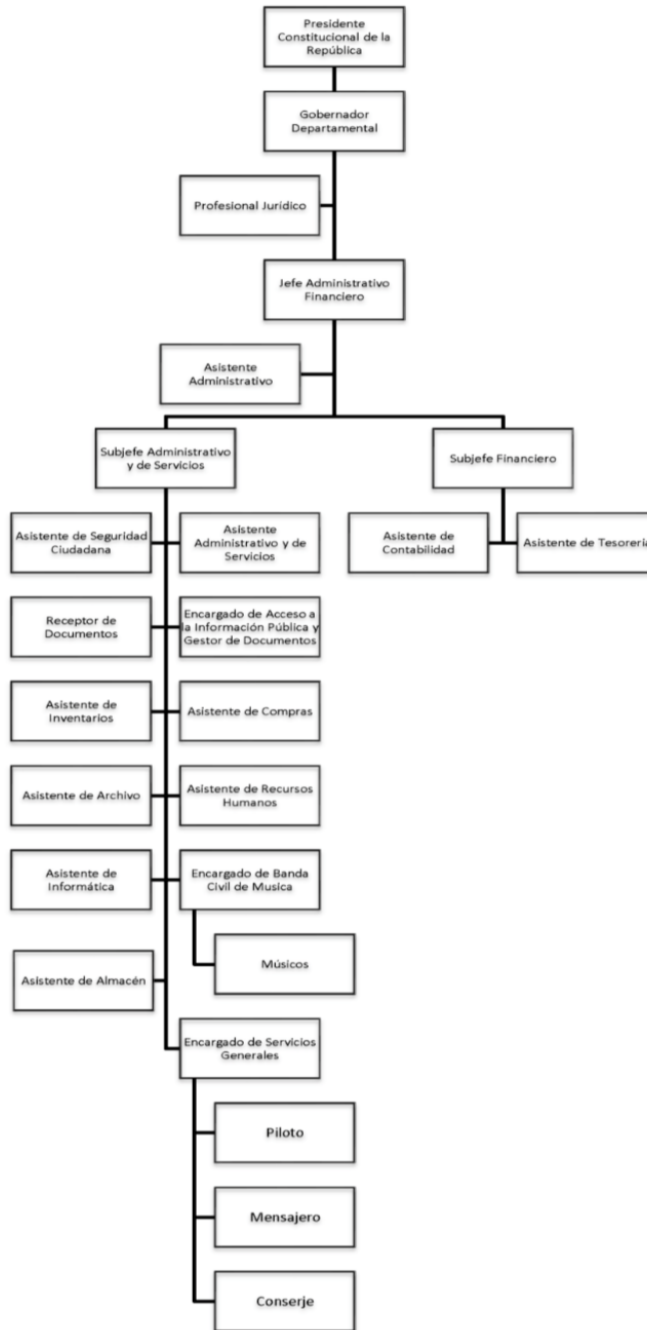 Presidente
Constitucional de la
República
Gobernador
Departamental
Profesional Jurídico
Jefe Administrativo
Financiero
Asistente
Administrativo
Subjefe Administrativo
y de Servicios
Subjefe Financiero
Asistente de Seguridad
Ciudadana
Asistente
Administrativo y de
Servicios
Asistente de
Contabilidad
Asistente de Tesorería
Receptor de
Documentos
Encargado de Acceso a
la Información Pública y
Gestor de Documentos
Asistente de
Inventarios
Asistente de Compras
Asistente de Archivo
Asistente de Recursos
Humanos
Asistente de
Informática
Encargado de Banda
Civil de Musica
Músicos
Asistente de Almacén
Encargado de Servicios
Generales
Piloto
Mensajero
Conserje